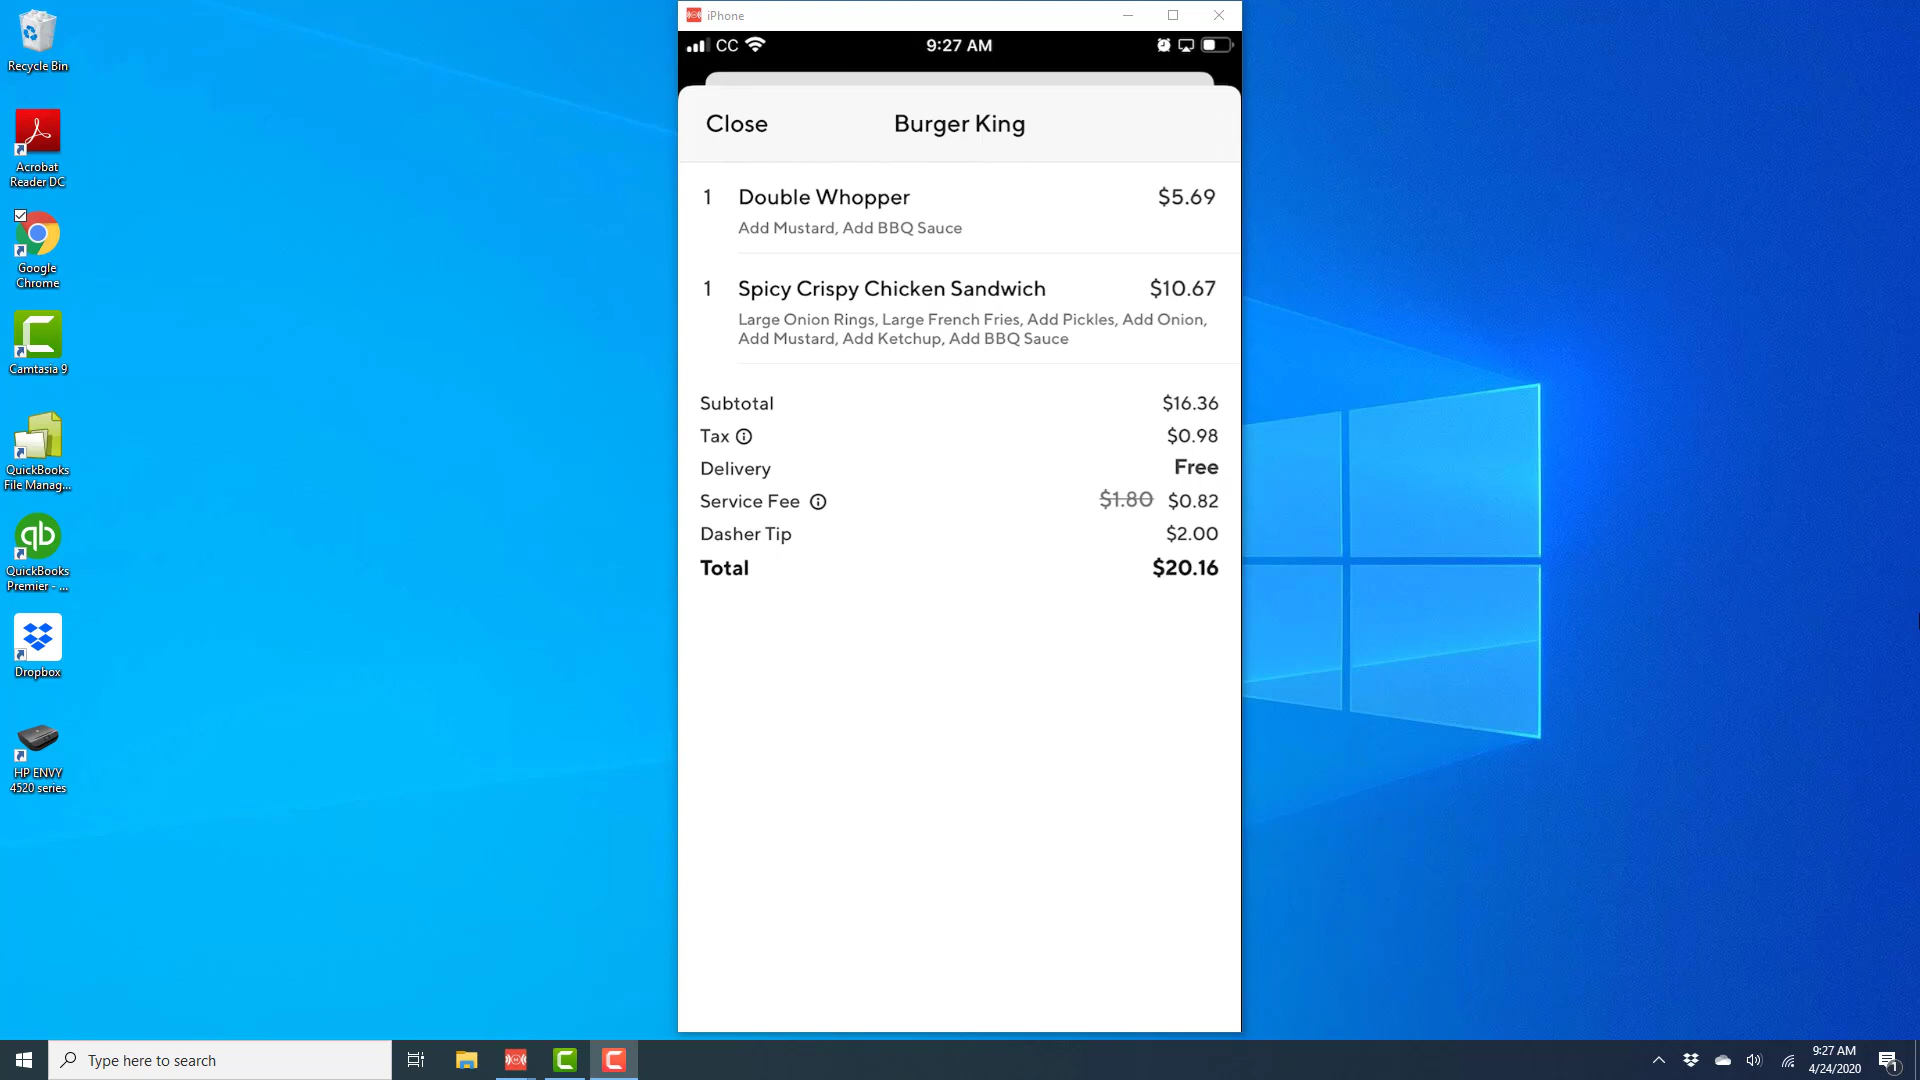 iPhone
CC
9:27 AM
Close
Burger King
1 Double Whopper $5.69
Add Mustard, Add BBQ Sauce
1 Spicy Crispy Chicken Sandwich $10.67
Large Onion Rings, Large French Fries, Add Pickles, Add Onion,
Add Mustard, Add Ketchup, Add BBQ Sauce
Subtotal $16.36
Tax $0.98
Delivery Free
Service Fee $1.80 $0.82
Dasher Tip $2.00
Total $20.16
Recycle Bin
Acrobat
Reader DC
Google
Chrome
Camtasia 9
QuickBooks
File Manag...
qb
QuickBooks
Premier - ...
Dropbox
HP ENVY
4520 series
Type here to search
9:27 AM
4/24/2020
1